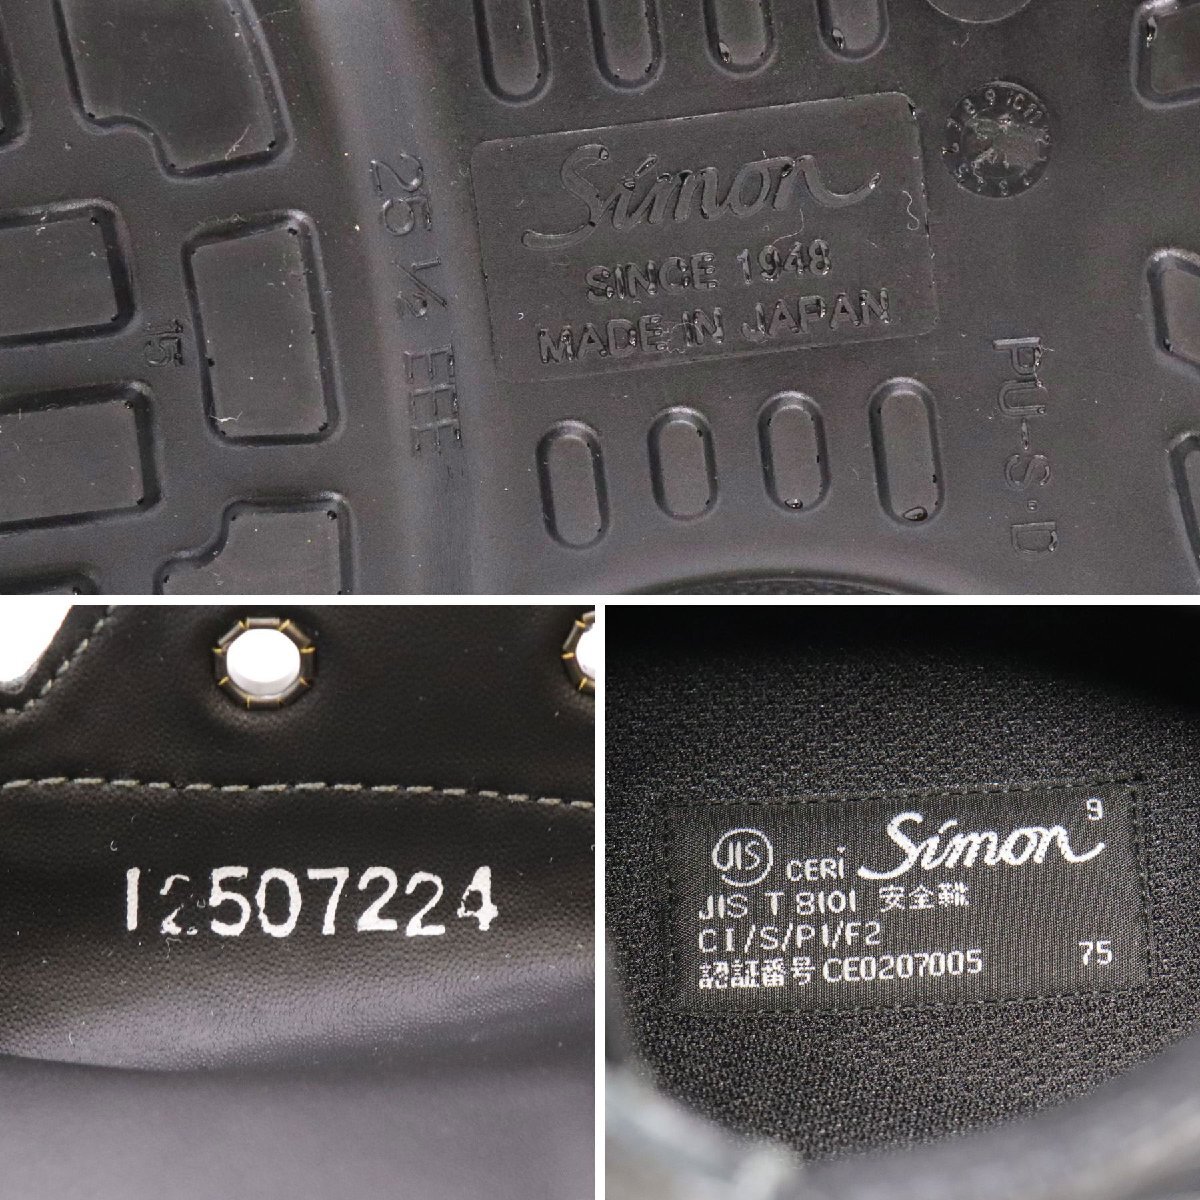 Simon
SINCE 1948
MADE IN JAPAN
25 ½ EEE
15
PU-S·D
12507224
9
JIS CERI Simon
JIS T 8101 安全靴
CI/S/P1/F2
認証番号 CE0207005
75